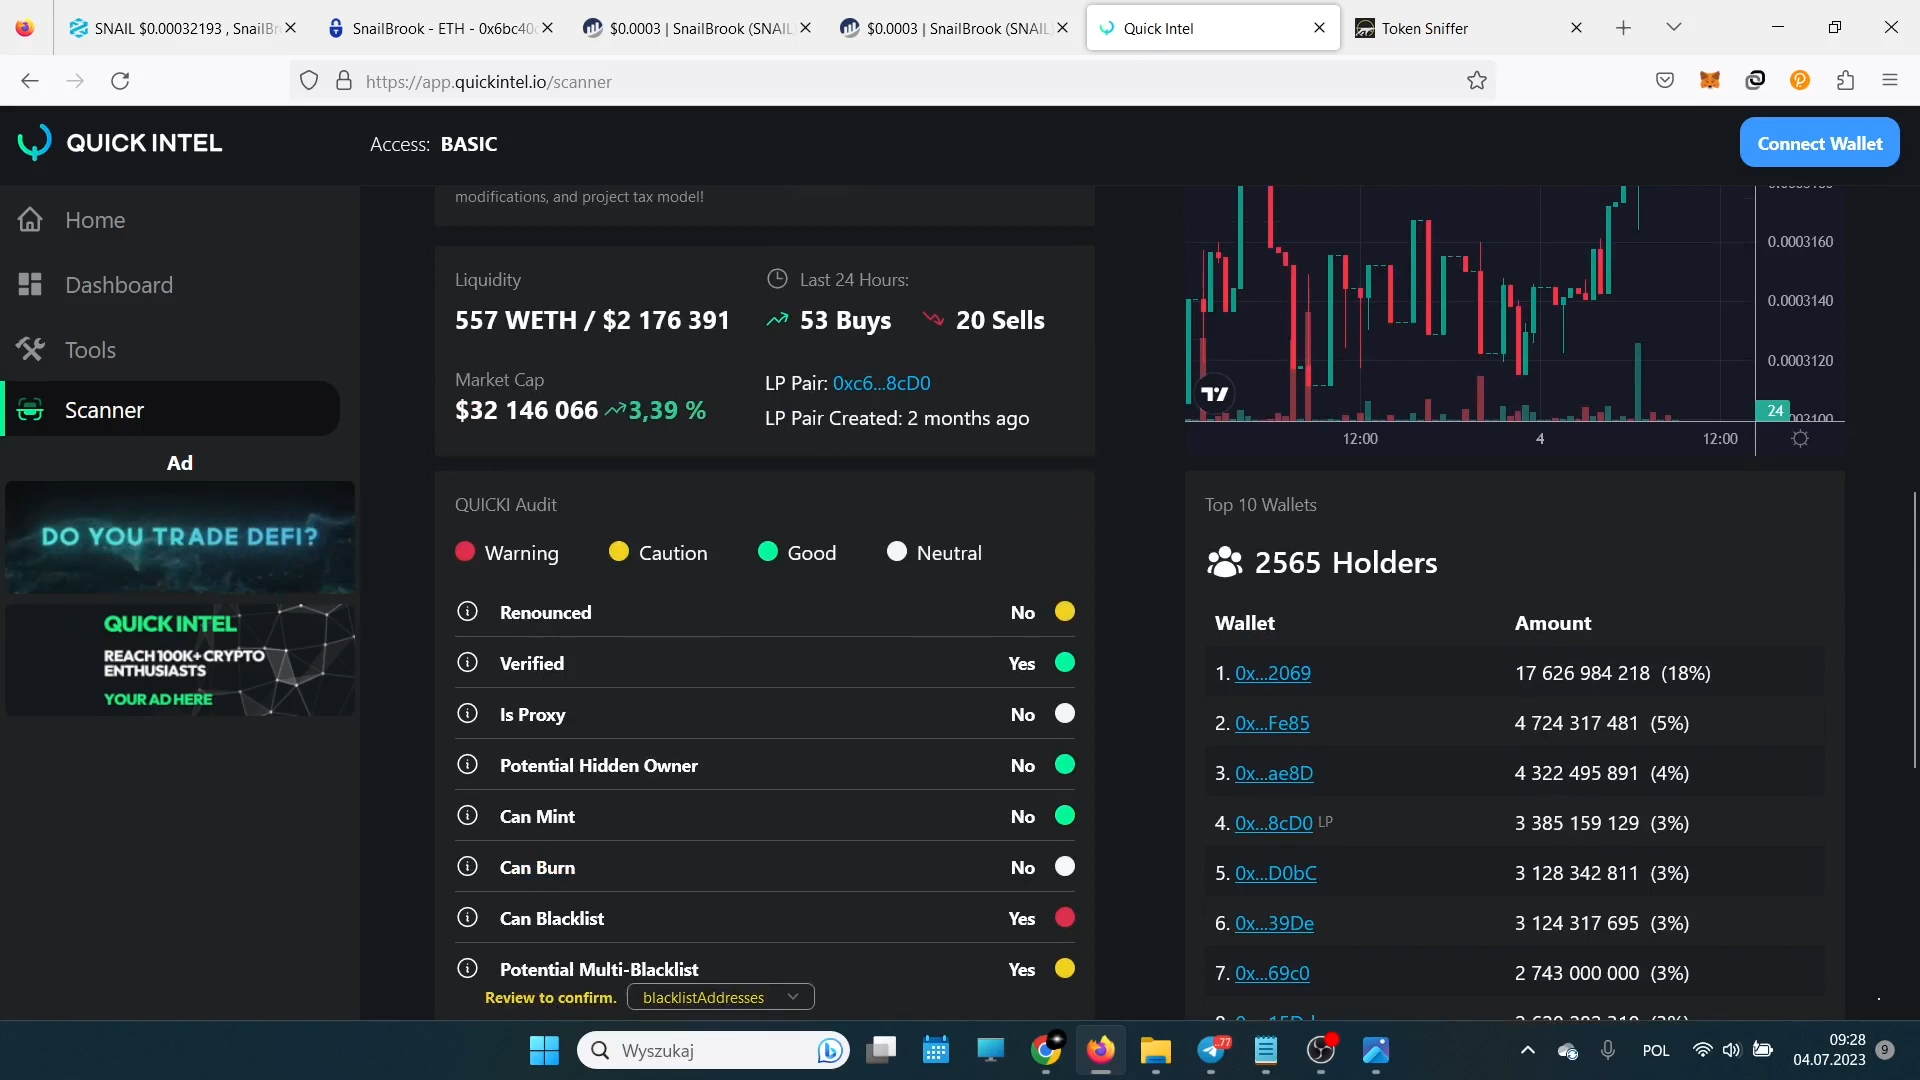 SNAIL $0.00032193 , SnailBr
SnailBrook - ETH - 0x6bc40
$0.0003 | SnailBrook (SNAIL)
$0.0003 | SnailBrook (SNAIL)
Quick Intel
Token Sniffer
https://app.quickintel.io/scanner
QUICK INTEL
Access: BASIC
Connect Wallet
Home
Dashboard
Tools
Scanner
Ad
DO YOU TRADE DEFI?
QUICK INTEL
REACH 100K+ CRYPTO
ENTHUSIASTS
YOUR AD HERE
modifications, and project tax model!
Liquidity
557 WETH / $2 176 391
Last 24 Hours:
53 Buys
20 Sells
Market Cap
$32 146 066 3,39 %
LP Pair: 0xc6...8cD0
LP Pair Created: 2 months ago
0.0003160
0.0003140
0.0003120
24
12:00
4
12:00
QUICKI Audit
Warning
Caution
Good
Neutral
Renounced No
Verified Yes
Is Proxy No
Potential Hidden Owner No
Can Mint No
Can Burn No
Can Blacklist Yes
Potential Multi-Blacklist Yes
Review to confirm. blacklistAddresses
Top 10 Wallets
2565 Holders
Wallet Amount
1. 0x...2069 17 626 984 218 (18%)
2. 0x...Fe85 4 724 317 481 (5%)
3. 0x...ae8D 4 322 495 891 (4%)
4. 0x...8cD0 LP 3 385 159 129 (3%)
5. 0x...D0bC 3 128 342 811 (3%)
6. 0x...39De 3 124 317 695 (3%)
7. 0x...69c0 2 743 000 000 (3%)
Wyszukaj
77
POL
09:28
04.07.2023
9